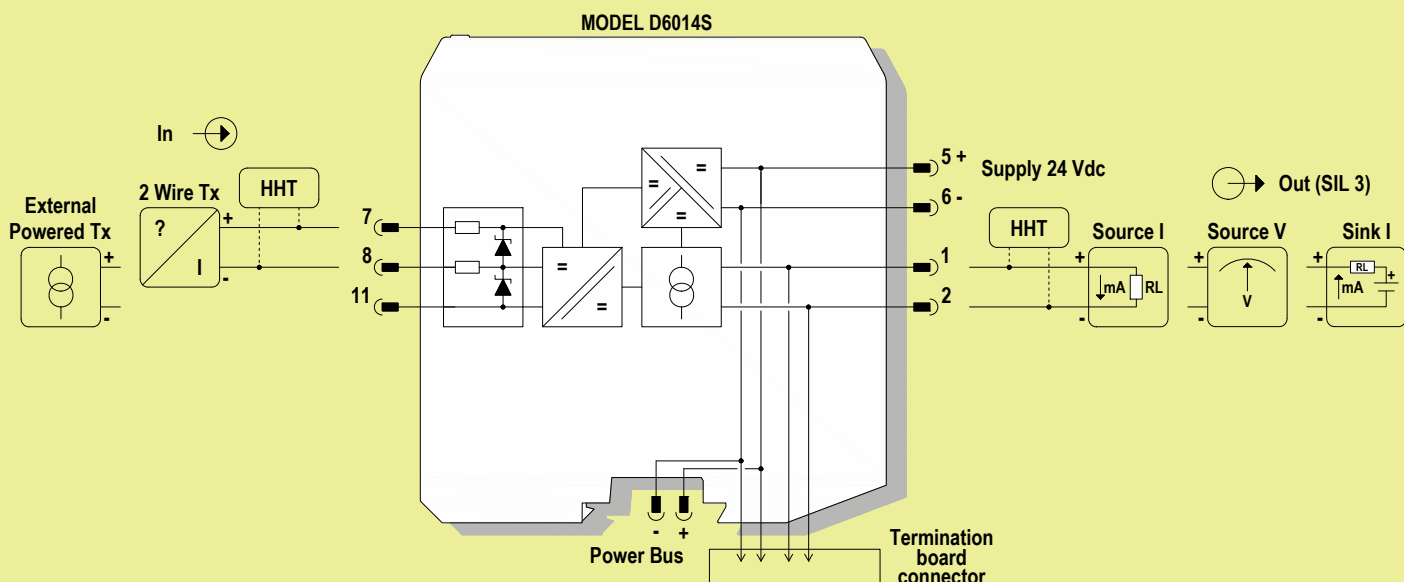 MODEL D6014S
In
External
Powered Tx
+
-
2 Wire Tx
?
I
+
-
HHT
7
8
11
=
=
=
=
=
5 +
Supply 24 Vdc
6 -
1
2
HHT
Out (SIL 3)
Source I
+
mA
RL
-
Source V
+
V
-
Sink I
+
RL
+
mA
-
- +
Power Bus
Termination
board
connector